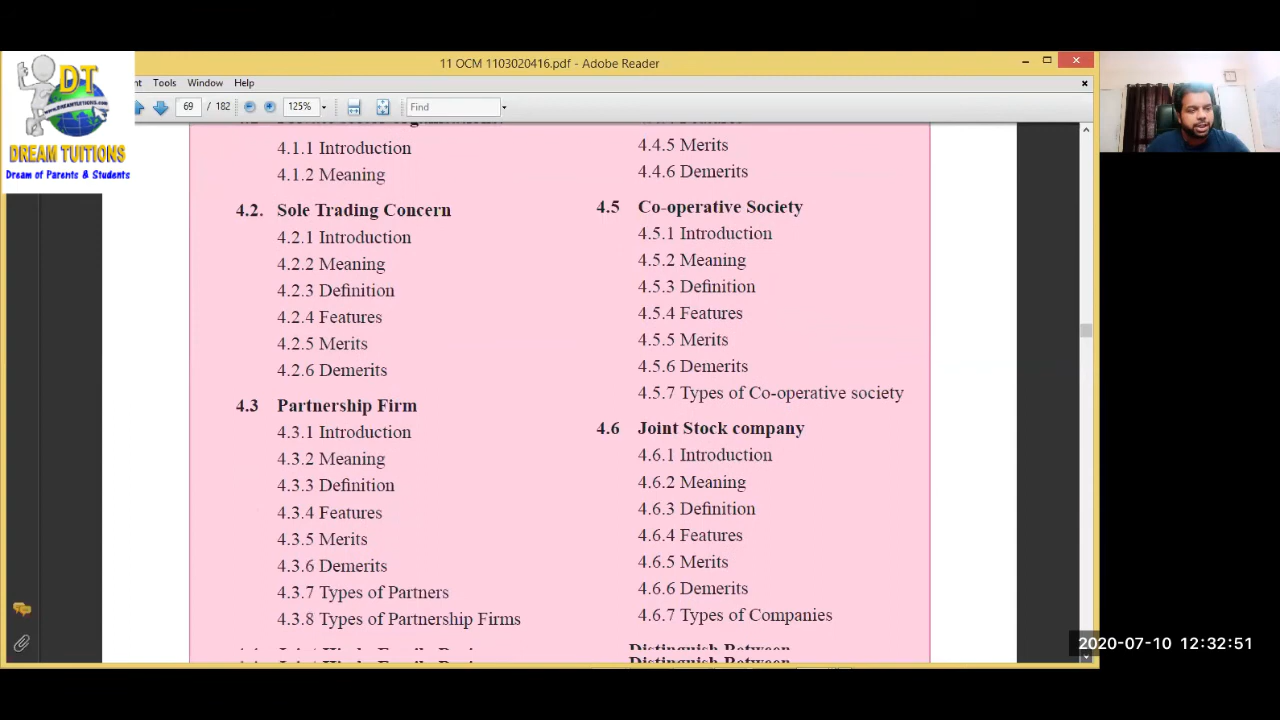 11 OCM 1103020416.pdf - Adobe Reader
Tools Window Help
69 / 182 125% Find
DT
www.DREAMTUITIONS.com
DREAM TUITIONS
Dream of Parents & Students
4.1.1 Introduction
4.1.2 Meaning
4.2. Sole Trading Concern
4.2.1 Introduction
4.2.2 Meaning
4.2.3 Definition
4.2.4 Features
4.2.5 Merits
4.2.6 Demerits
4.3 Partnership Firm
4.3.1 Introduction
4.3.2 Meaning
4.3.3 Definition
4.3.4 Features
4.3.5 Merits
4.3.6 Demerits
4.3.7 Types of Partners
4.3.8 Types of Partnership Firms
4.4.5 Merits
4.4.6 Demerits
4.5 Co-operative Society
4.5.1 Introduction
4.5.2 Meaning
4.5.3 Definition
4.5.4 Features
4.5.5 Merits
4.5.6 Demerits
4.5.7 Types of Co-operative society
4.6 Joint Stock company
4.6.1 Introduction
4.6.2 Meaning
4.6.3 Definition
4.6.4 Features
4.6.5 Merits
4.6.6 Demerits
4.6.7 Types of Companies
Distinguish Between
2020-07-10 12:32:51